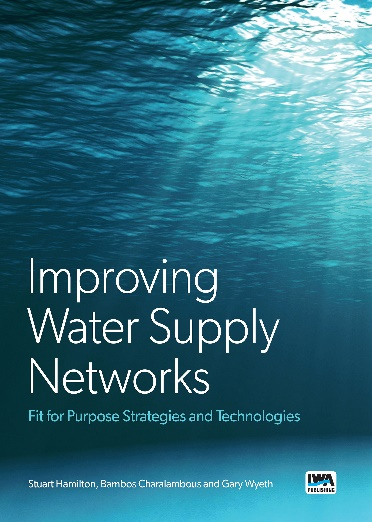 Improving
Water Supply
Networks
Fit for Purpose Strategies and Technologies
Stuart Hamilton, Bambos Charalambous and Gary Wyeth
IWA
PUBLISHING